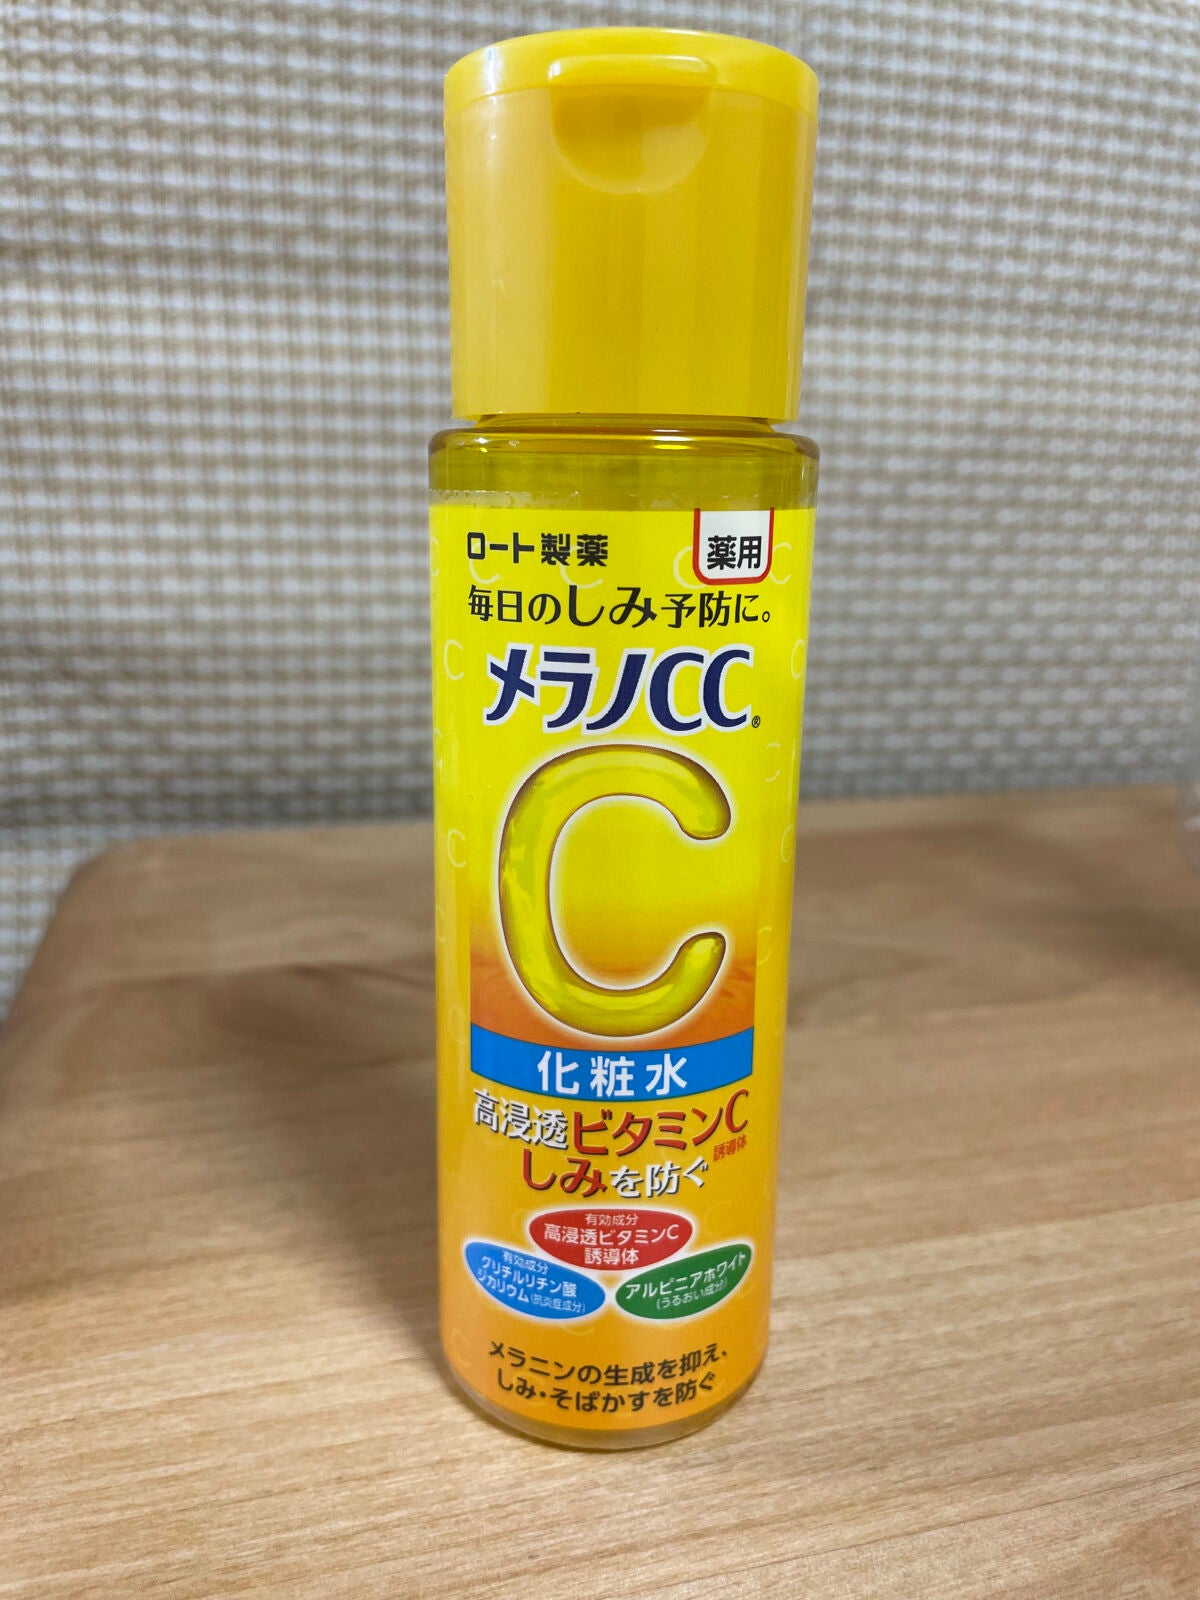 ロート製薬
薬用
毎日のしみ予防に。
メラノCC®
C
化粧水
高浸透ビタミンC
誘導体
しみを防ぐ
有効成分
高浸透ビタミンC
誘導体
有効成分
グリチルリチン酸
ジカリウム(抗炎症成分)
アルピニアホワイト
(うるおい成分)
メラニンの生成を抑え、
しみ・そばかすを防ぐ